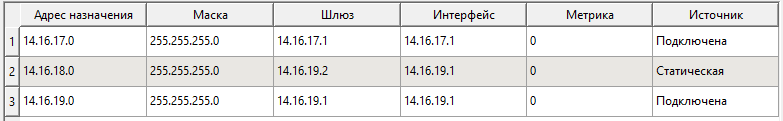 Адрес назначения Маска Шлюз Интерфейс Метрика Источник
1 14.16.17.0 255.255.255.0 14.16.17.1 14.16.17.1 0 Подключена
2 14.16.18.0 255.255.255.0 14.16.19.2 14.16.19.1 0 Статическая
3 14.16.19.0 255.255.255.0 14.16.19.1 14.16.19.1 0 Подключена